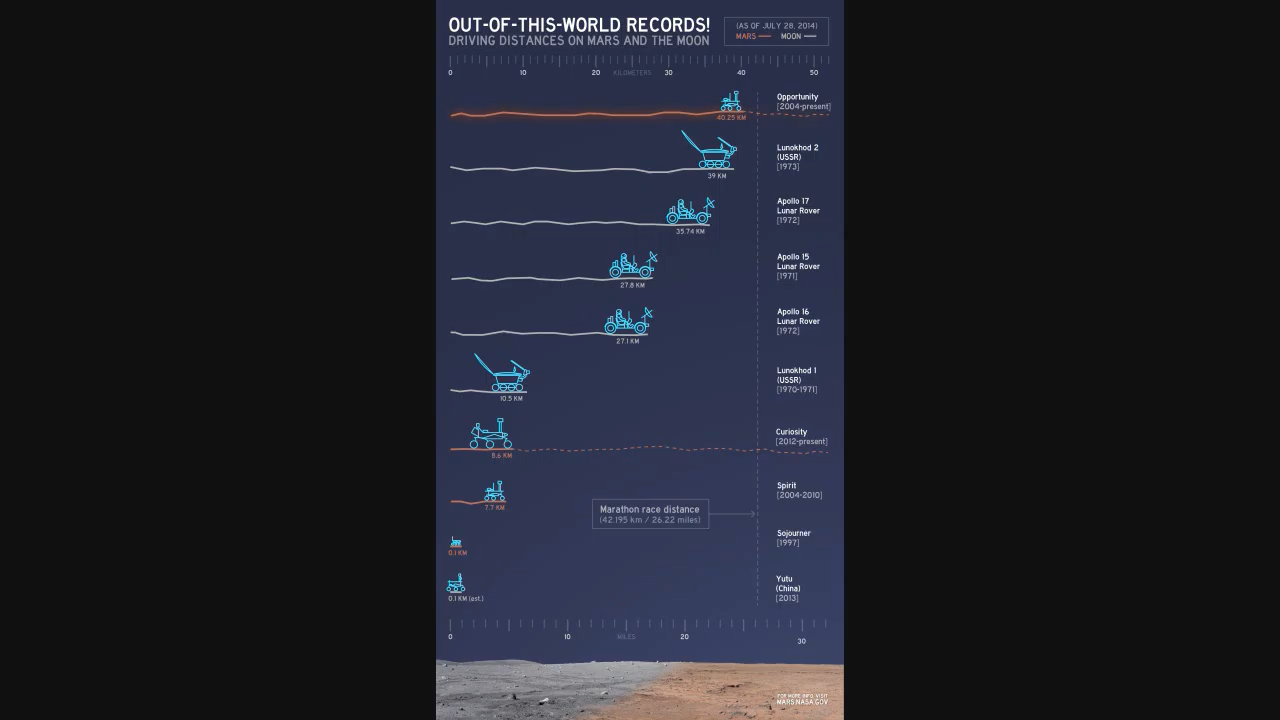 OUT-OF-THIS-WORLD RECORDS!
DRIVING DISTANCES ON MARS AND THE MOON
(AS OF JULY 28, 2014)
MARS MOON
0 10 20 KILOMETERS 30 40 50
Opportunity
[2004-present]
40.25 KM
Lunokhod 2
(USSR)
[1973]
39 KM
Apollo 17
Lunar Rover
[1972]
35.74 KM
Apollo 15
Lunar Rover
[1971]
27.8 KM
Apollo 16
Lunar Rover
[1972]
27.1 KM
Lunokhod 1
(USSR)
[1970-1971]
10.5 KM
Curiosity
[2012-present]
8.6 KM
Spirit
[2004-2010]
7.7 KM
Marathon race distance
(42.195 km / 26.22 miles)
Sojourner
[1997]
0.1 KM
Yutu
(China)
[2013]
0.1 KM (est.)
0 10 MILES 20 30
FOR MORE INFO, VISIT
MARS.NASA.GOV